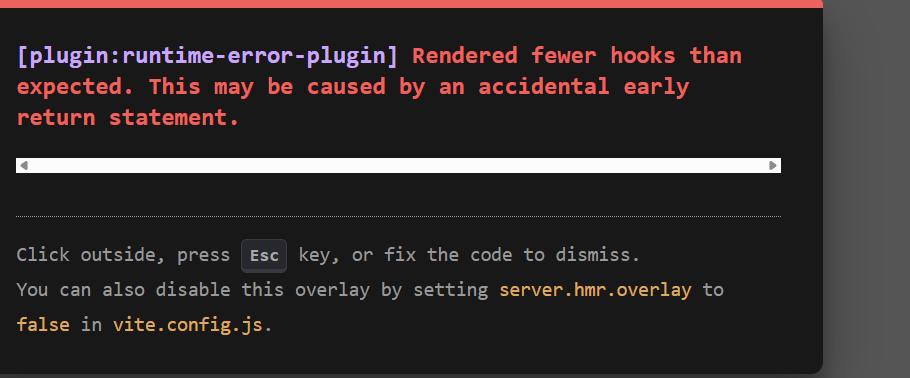 [plugin:runtime-error-plugin] Rendered fewer hooks than
expected. This may be caused by an accidental early
return statement.
Click outside, press Esc key, or fix the code to dismiss.
You can also disable this overlay by setting server.hmr.overlay to
false in vite.config.js.